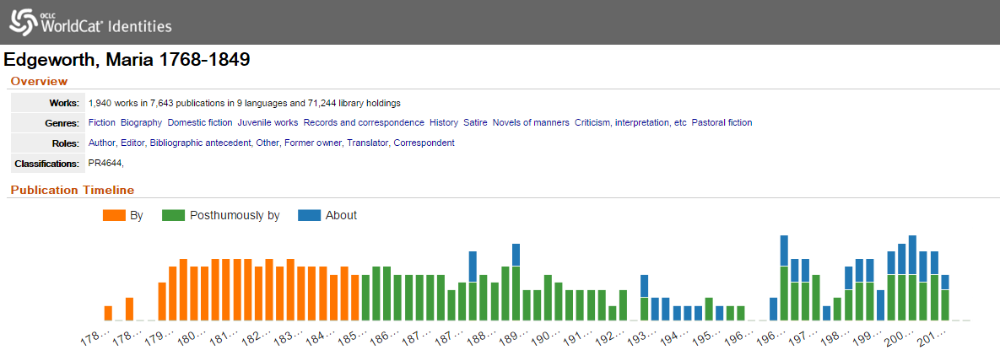 OCLC
WorldCat® Identities
Edgeworth, Maria 1768-1849
Overview
Works: 1,940 works in 7,643 publications in 9 languages and 71,244 library holdings
Genres: Fiction Biography Domestic fiction Juvenile works Records and correspondence History Satire Novels of manners Criticism, interpretation, etc Pastoral fiction
Roles: Author, Editor, Bibliographic antecedent, Other, Former owner, Translator, Correspondent
Classifications: PR4644,
Publication Timeline
By Posthumously by About
178... 178... 179... 180... 181... 182... 183... 184... 185... 186... 187... 187... 188... 189... 190... 191... 192... 193... 194... 195... 196... 196... 197... 198... 199... 200... 201...